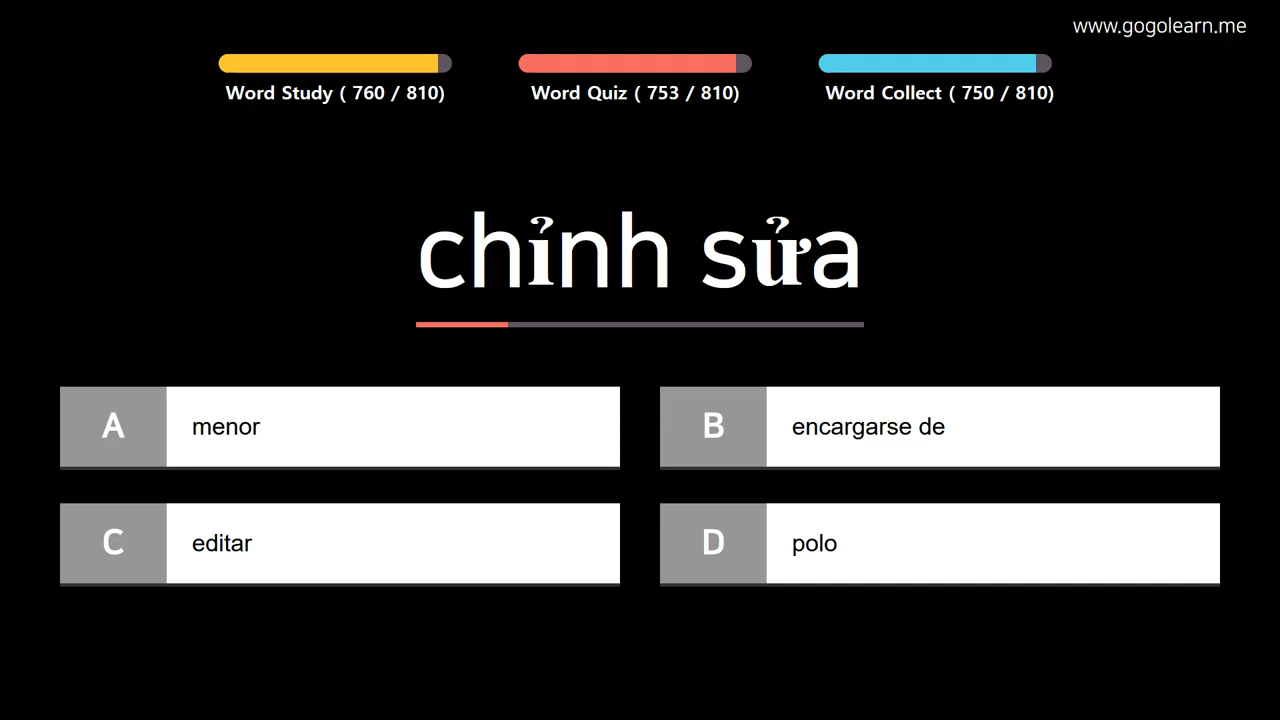 www.gogolearn.me
Word Study ( 760 / 810)
Word Quiz ( 753 / 810)
Word Collect ( 750 / 810)
chỉnh sửa
A menor
B encargarse de
C editar
D polo